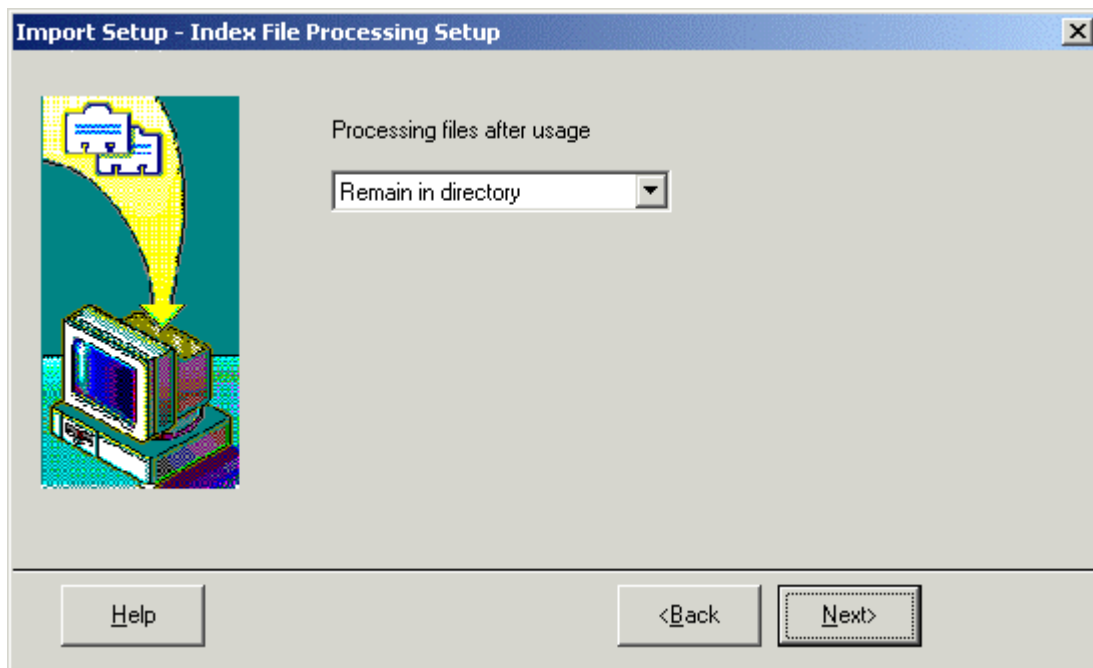 Import Setup - Index File Processing Setup
Processing files after usage
Remain in directory
Help
<Back
Next>